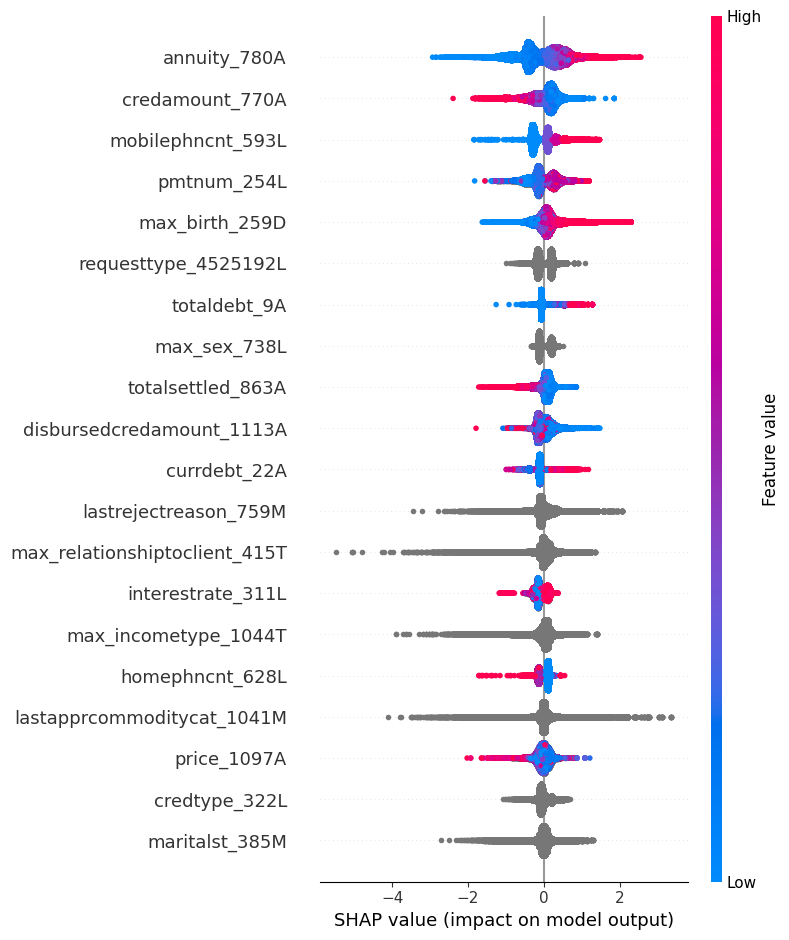 High
annuity_780A
credamount_770A
mobilephncnt_593L
pmtnum_254L
max_birth_259D
requesttype_4525192L
totaldebt_9A
max_sex_738L
totalsettled_863A
disbursedcredamount_1113A
currdebt_22A
lastrejectreason_759M
max_relationshiptoclient_415T
interestrate_311L
max_incometype_1044T
homephncnt_628L
lastapprcommoditycat_1041M
price_1097A
credtype_322L
maritalst_385M
Feature value
Low
−4 −2 0 2
SHAP value (impact on model output)